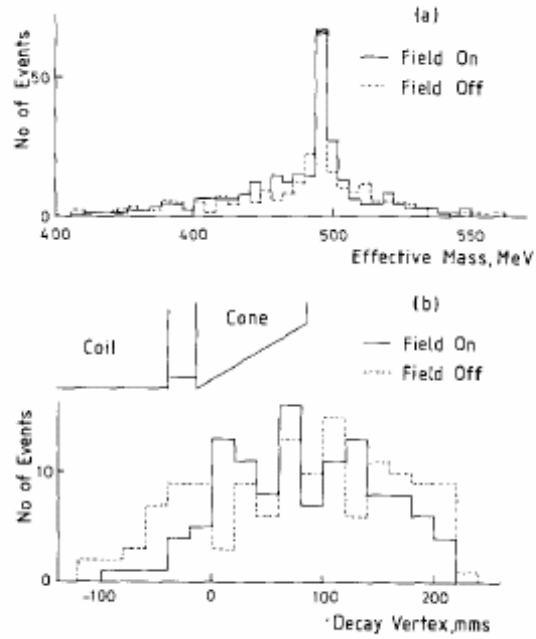 (a)
Field On
Field Off
No of Events
50
0
400 400 500 550
Effective Mass, MeV
(b)
Coil
Cone
Field On
Field Off
No of Events
10
0
-100 0 100 200
Decay Vertex, mms